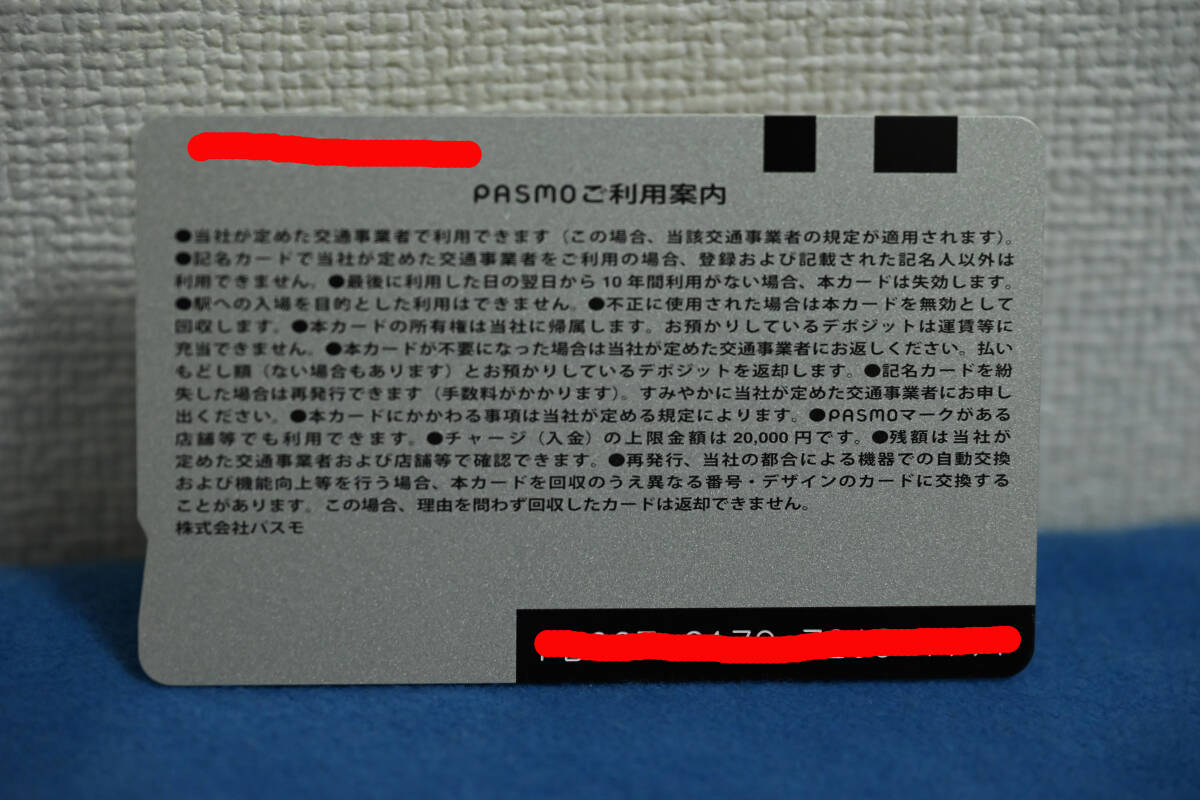 PASMOご利用案内
●当社が定めた交通事業者で利用できます（この場合、当該交通事業者の規定が適用されます）。
●記名カードで当社が定めた交通事業者をご利用の場合、登録および記載された記名人以外は
利用できません。●最後に利用した日の翌日から10年間利用がない場合、本カードは失効します。
●駅への入場を目的とした利用はできません。●不正に使用された場合は本カードを無効として
回収します。●本カードの所有権は当社に帰属します。お預かりしているデポジットは運賃等に
充当できません。●本カードが不要になった場合は当社が定めた交通事業者にお返しください。払い
もどし額（ない場合もあります）とお預かりしているデポジットを返却します。●記名カードを紛
失した場合は再発行できます（手数料がかかります）。すみやかに当社が定めた交通事業者にお申し
出ください。●本カードにかかわる事項は当社が定める規定によります。●PASMOマークがある
店舗等でも利用できます。●チャージ（入金）の上限金額は20,000円です。●残額は当社が
定めた交通事業者および店舗等で確認できます。●再発行、当社の都合による機器での自動交換
および機能向上等を行う場合、本カードを回収のうえ異なる番号・デザインのカードに交換する
ことがあります。この場合、理由を問わず回収したカードは返却できません。
株式会社パスモ